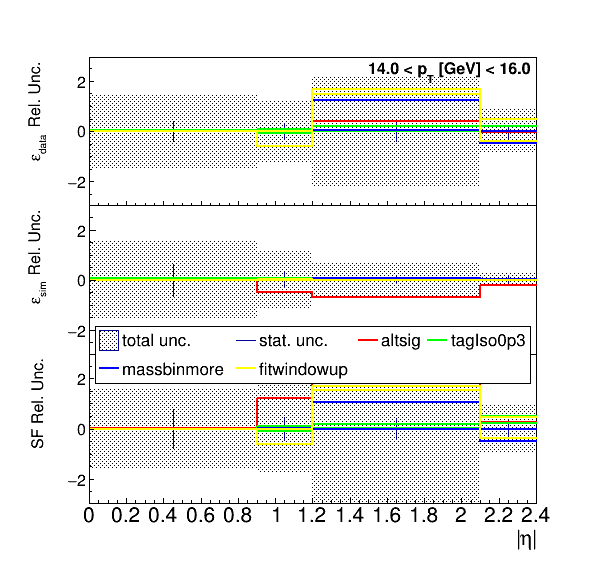 14.0 < p_T [GeV] < 16.0
ε_data Rel. Unc.
2
0
−2
ε_sim Rel. Unc.
2
0
−2
total unc. stat. unc. altsig tagIso0p3
massbinmore fitwindowup
SF Rel. Unc.
2
0
−2
0 0.2 0.4 0.6 0.8 1 1.2 1.4 1.6 1.8 2 2.2 2.4
|η|